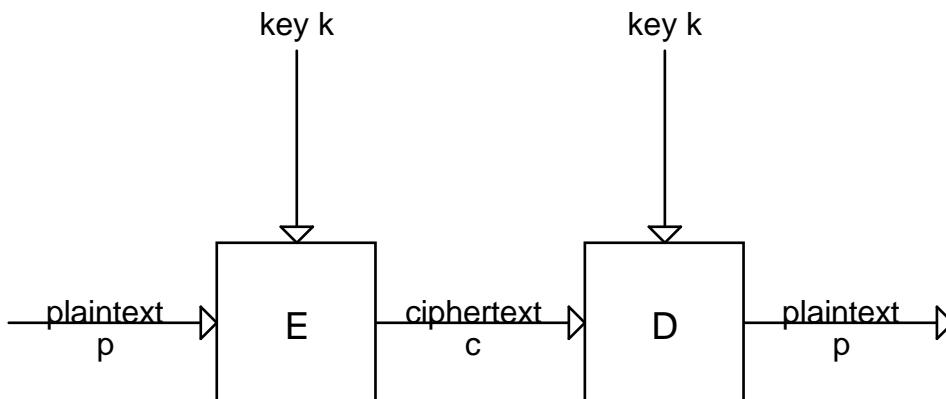 key k
key k
plaintext
p
E
ciphertext
c
D
plaintext
p